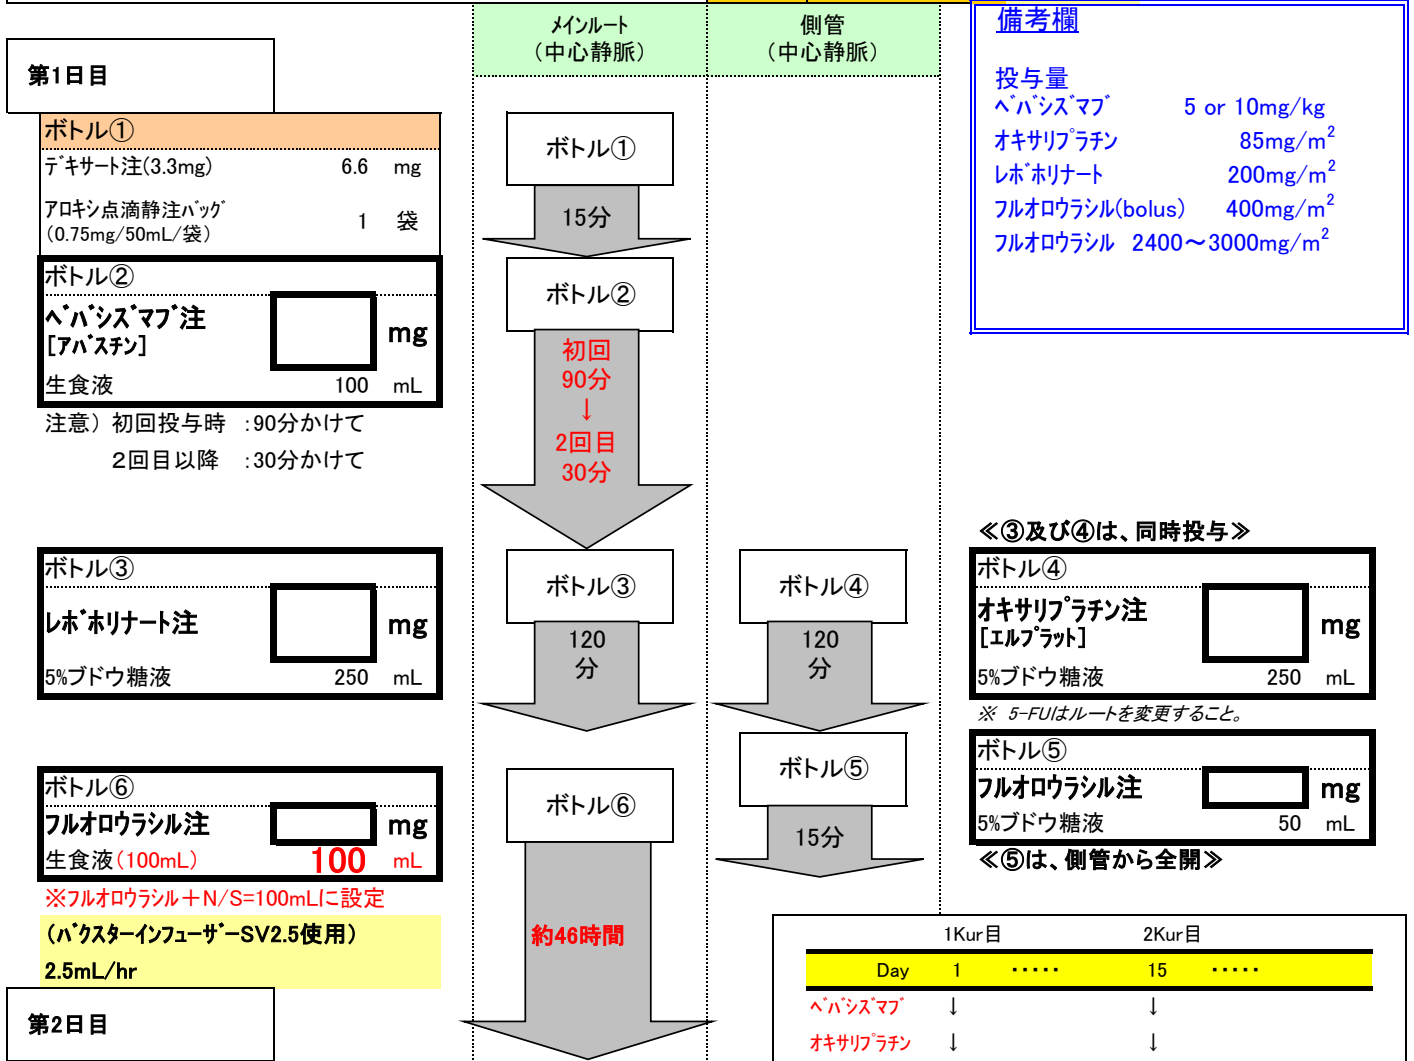 メインルート
（中心静脈）
側管
（中心静脈）
備考欄
投与量
ベバシズマブ 5 or 10mg/kg
オキサリプラチン 85mg/m²
レボホリナート 200mg/m²
フルオロウラシル(bolus) 400mg/m²
フルオロウラシル 2400～3000mg/m²
第1日目
ボトル①
デキサート注(3.3mg) 6.6 mg
アロキシ点滴静注バッグ
(0.75mg/50mL/袋) 1 袋
ボトル①
15分
ボトル②
ベバシズマブ注
[アバスチン] mg
生食液 100 mL
注意）初回投与時 :90分かけて
２回目以降 :30分かけて
ボトル②
初回
90分
↓
2回目
30分
ボトル③
レボホリナート注 mg
5%ブドウ糖液 250 mL
ボトル③
120
分
ボトル④
120
分
≪③及び④は、同時投与≫
ボトル④
オキサリプラチン注
[エルプラット] mg
5%ブドウ糖液 250 mL
※ 5-FUはルートを変更すること。
ボトル⑤
フルオロウラシル注 mg
5%ブドウ糖液 50 mL
≪⑤は、側管から全開≫
ボトル⑤
15分
ボトル⑥
フルオロウラシル注 mg
生食液(100mL) 100 mL
※フルオロウラシル＋N/S=100mLに設定
（バクスターインフューザーSV2.5使用）
2.5mL/hr
ボトル⑥
約46時間
第2日目
1Kur目 2Kur目
Day 1 ‥‥‥ 15 ‥‥‥
ベバシズマブ ↓ ↓
オキサリプラチン ↓ ↓